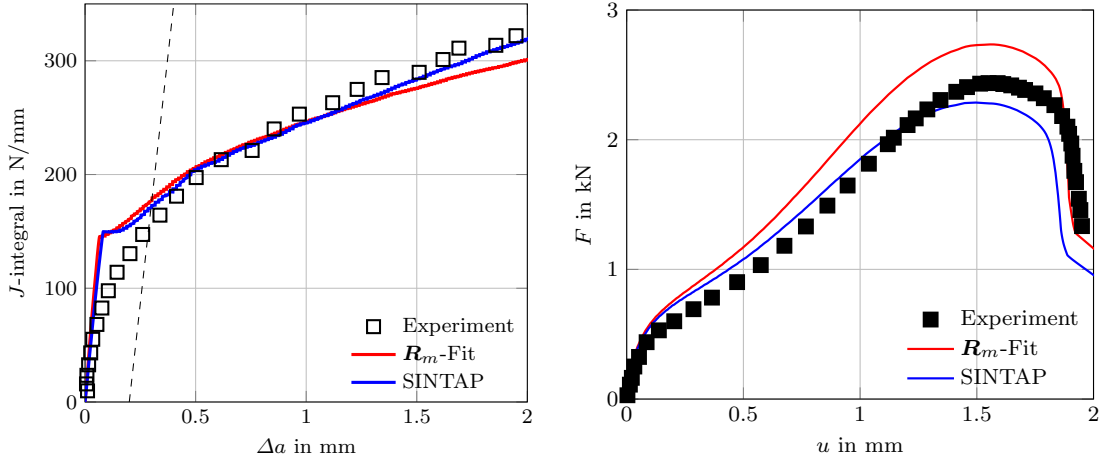 300
200
100
0
0
0.5
1
1.5
2
J-integral in N/mm
Δa in mm
Experiment
R_m-Fit
SINTAP
3
2
1
0
0
0.5
1
1.5
2
F in kN
u in mm
Experiment
R_m-Fit
SINTAP